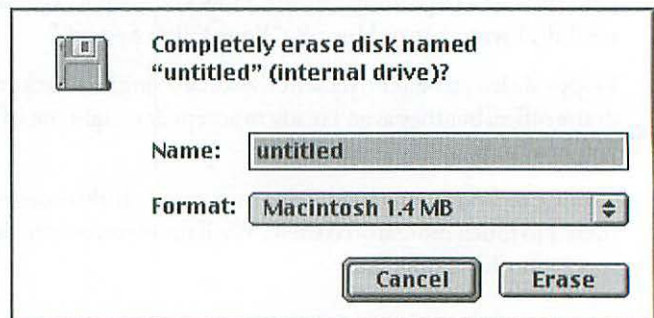 Completely erase disk named
“untitled” (internal drive)?
Name: untitled
Format: Macintosh 1.4 MB
Cancel Erase